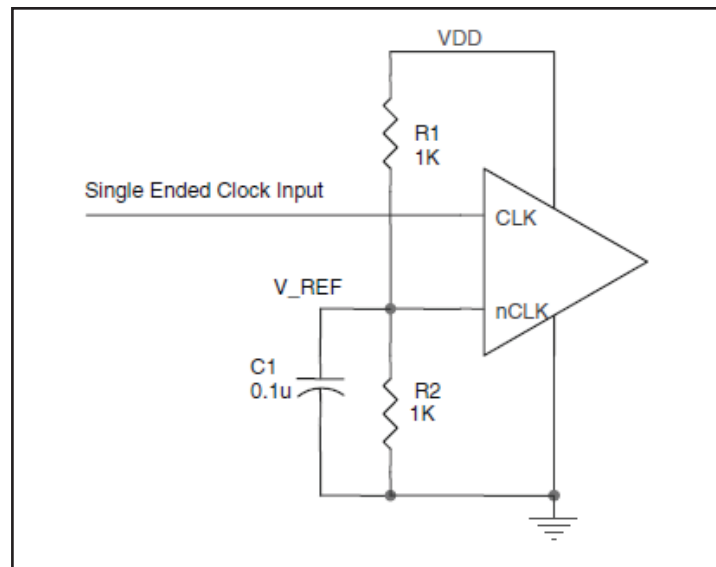 VDD
R1
1K
Single Ended Clock Input
CLK
V_REF
nCLK
C1
0.1u
R2
1K